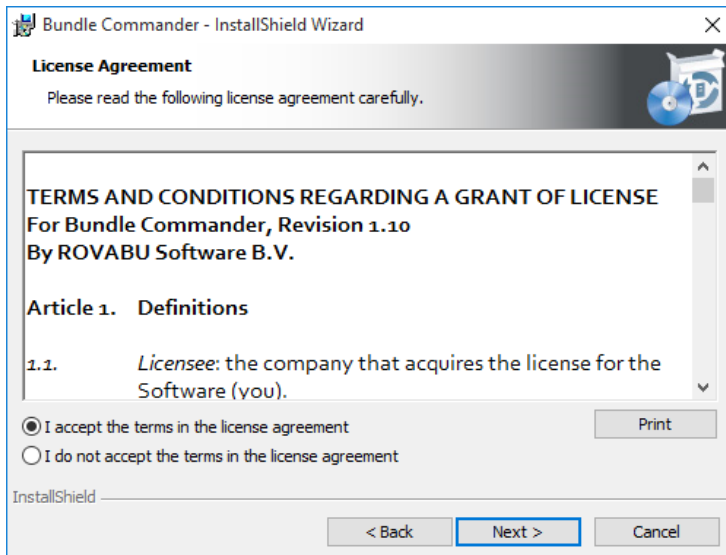 Bundle Commander - InstallShield Wizard
License Agreement
Please read the following license agreement carefully.
TERMS AND CONDITIONS REGARDING A GRANT OF LICENSE
For Bundle Commander, Revision 1.10
By ROVABU Software B.V.
Article 1. Definitions
1.1. Licensee: the company that acquires the license for the
Software (you).
I accept the terms in the license agreement
Print
I do not accept the terms in the license agreement
InstallShield
< Back Next > Cancel